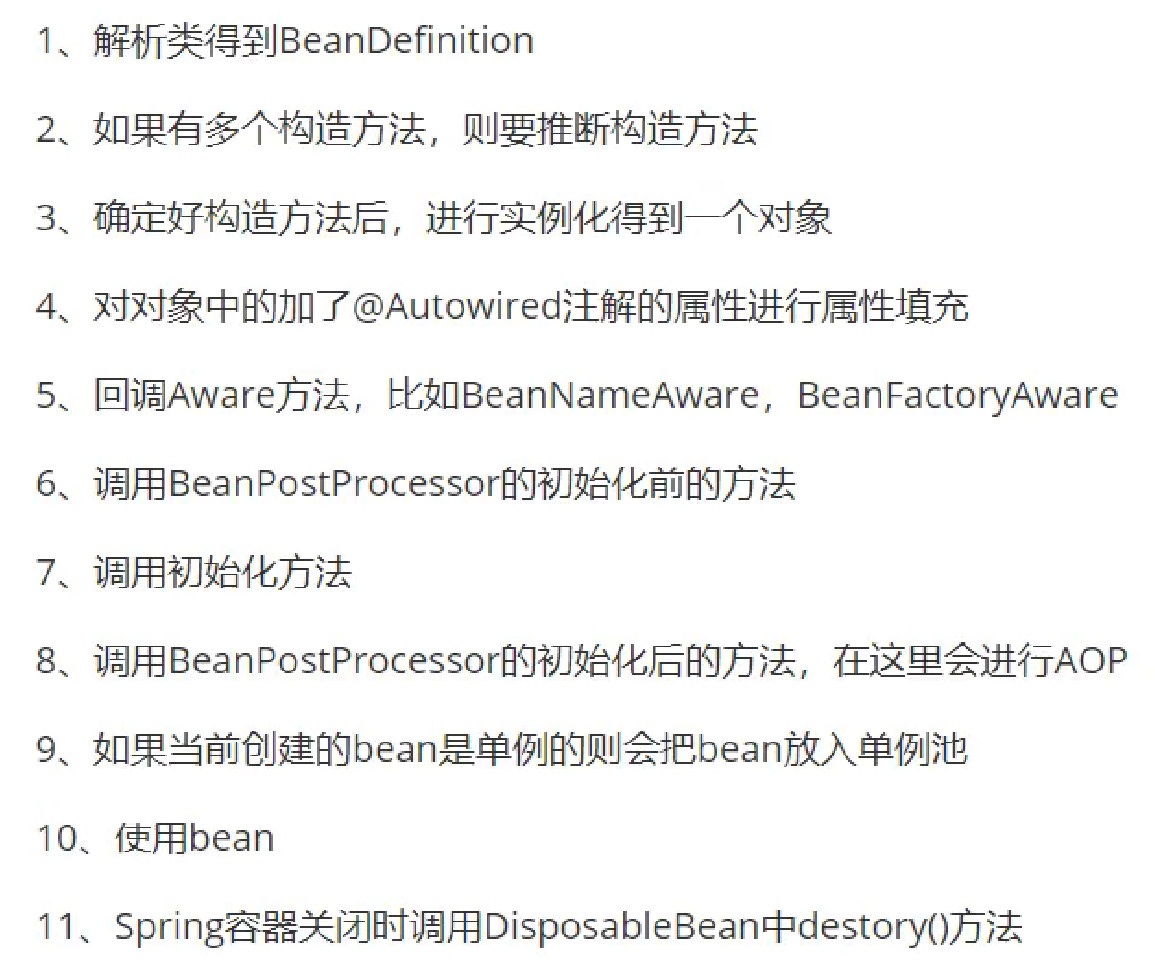 1、解析类得到BeanDefinition
2、如果有多个构造方法，则要推断构造方法
3、确定好构造方法后，进行实例化得到一个对象
4、对对象中的加了@Autowired注解的属性进行属性填充
5、回调Aware方法，比如BeanNameAware，BeanFactoryAware
6、调用BeanPostProcessor的初始化前的方法
7、调用初始化方法
8、调用BeanPostProcessor的初始化后的方法，在这里会进行AOP
9、如果当前创建的bean是单例的则会把bean放入单例池
10、使用bean
11、Spring容器关闭时调用DisposableBean中destory()方法